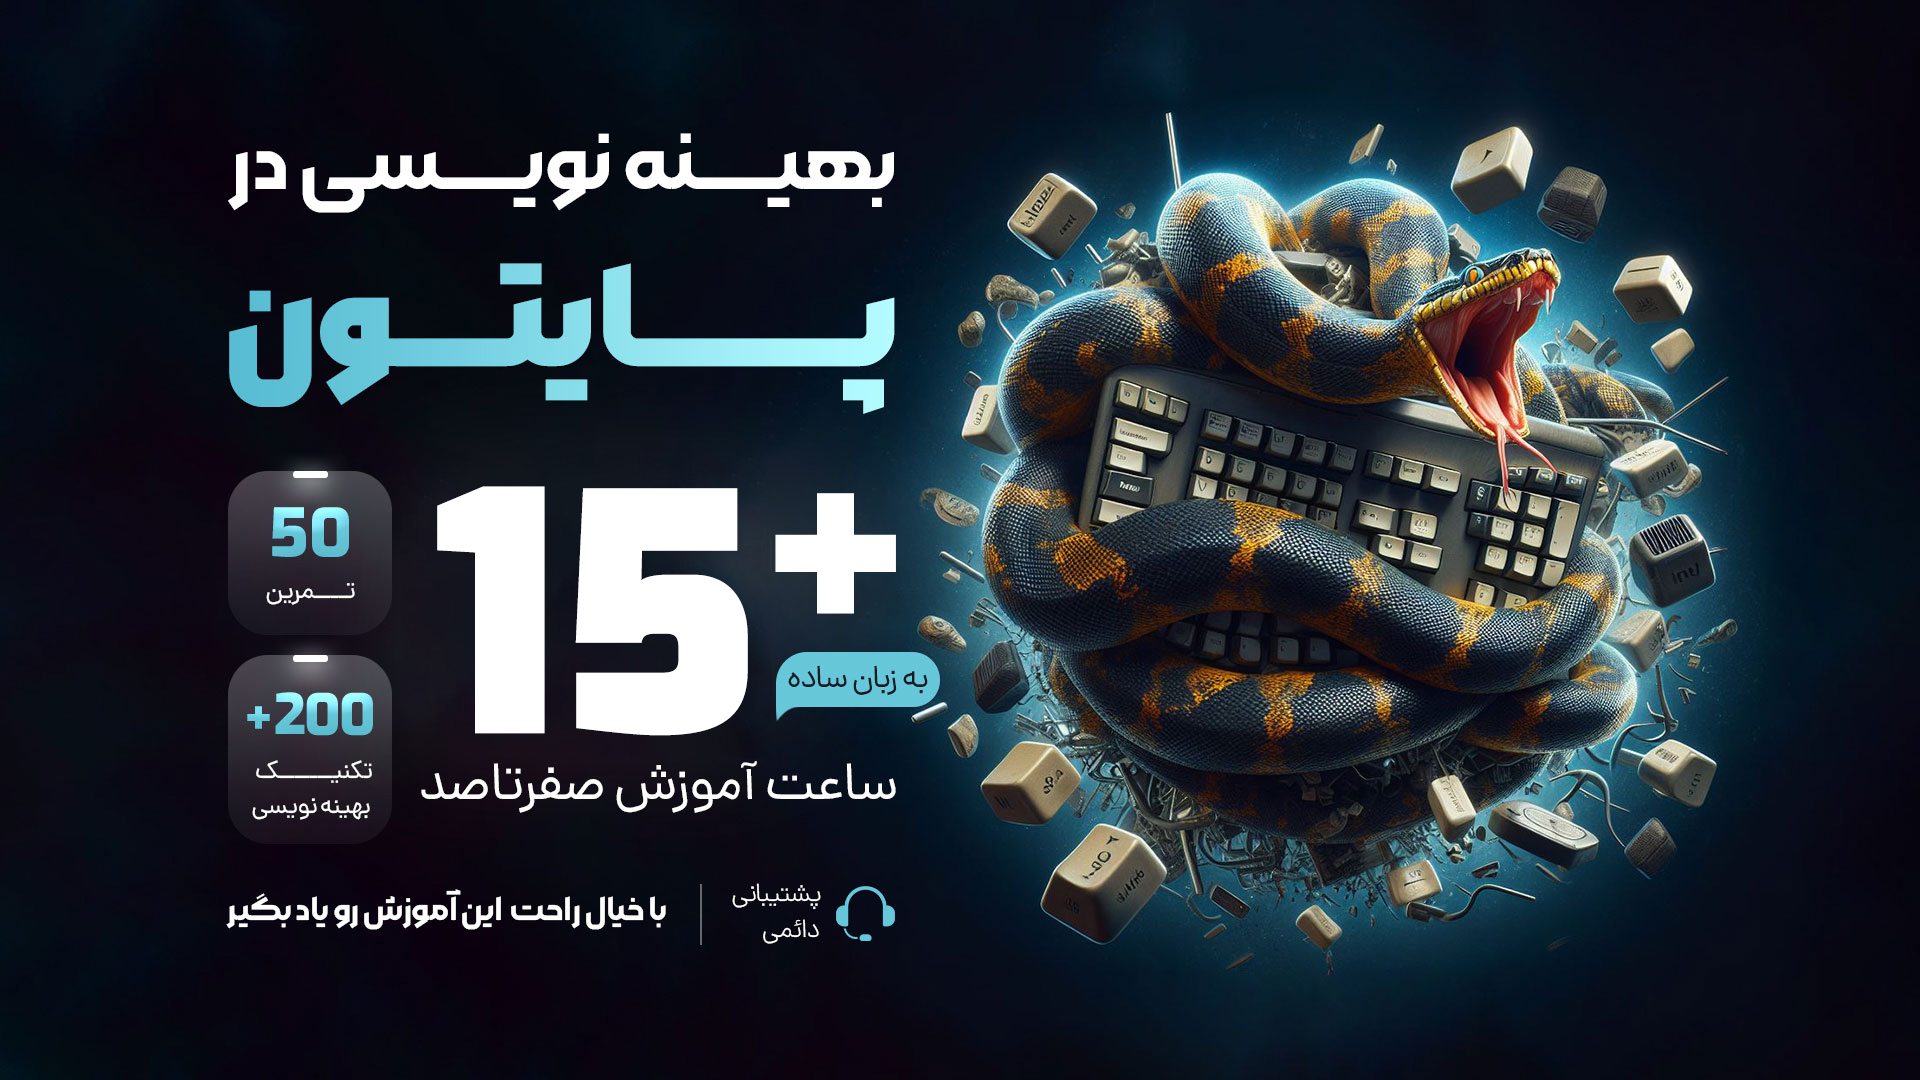 بهینه نویسی در
پایتون
15+
به زبان ساده
ساعت آموزش صفرتاصد
50
تمرین
200+
تکنیک
بهینه نویسی
پشتیبانی
دائمی
با خیال راحت این آموزش رو یاد بگیر